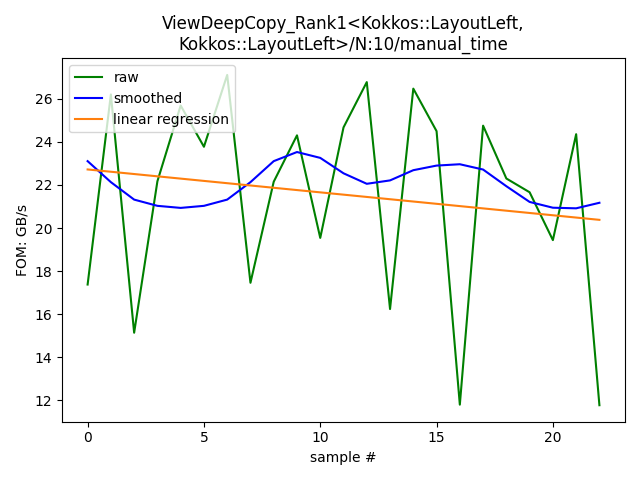 ViewDeepCopy_Rank1<Kokkos::LayoutLeft,
Kokkos::LayoutLeft>/N:10/manual_time
raw
smoothed
linear regression
FOM: GB/s
26
24
22
20
18
16
14
12
0
5
10
15
20
sample #